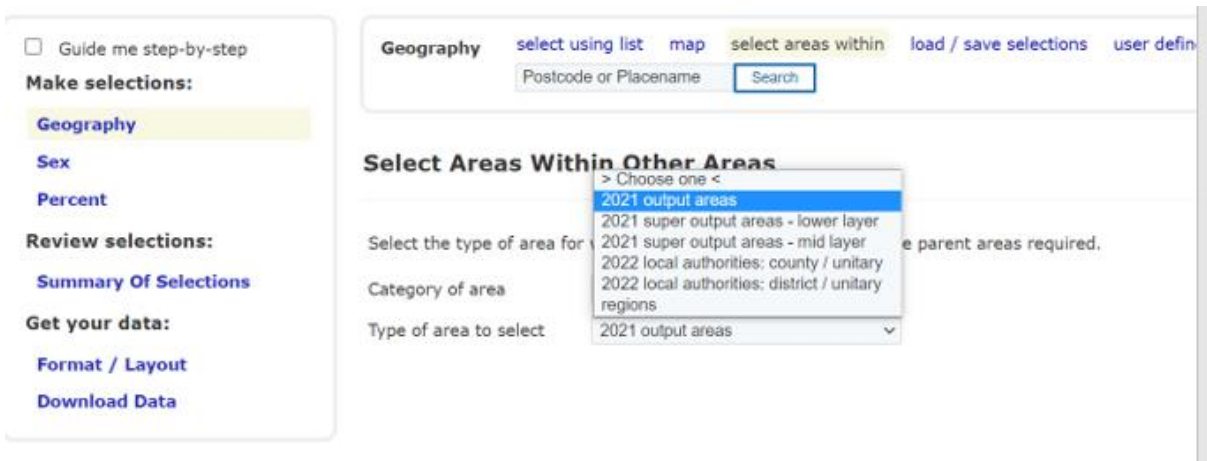 Guide me step-by-step
Make selections:
Geography
Sex
Percent
Review selections:
Summary Of Selections
Get your data:
Format / Layout
Download Data
Geography select using list map select areas within load / save selections user defin
Postcode or Placename Search
Select Areas Within Other Areas
> Choose one <
2021 output areas
2021 super output areas - lower layer
Select the type of area for 2021 super output areas - mid layer e parent areas required.
2022 local authorities: county / unitary
Category of area 2022 local authorities: district / unitary
regions
Type of area to select 2021 output areas